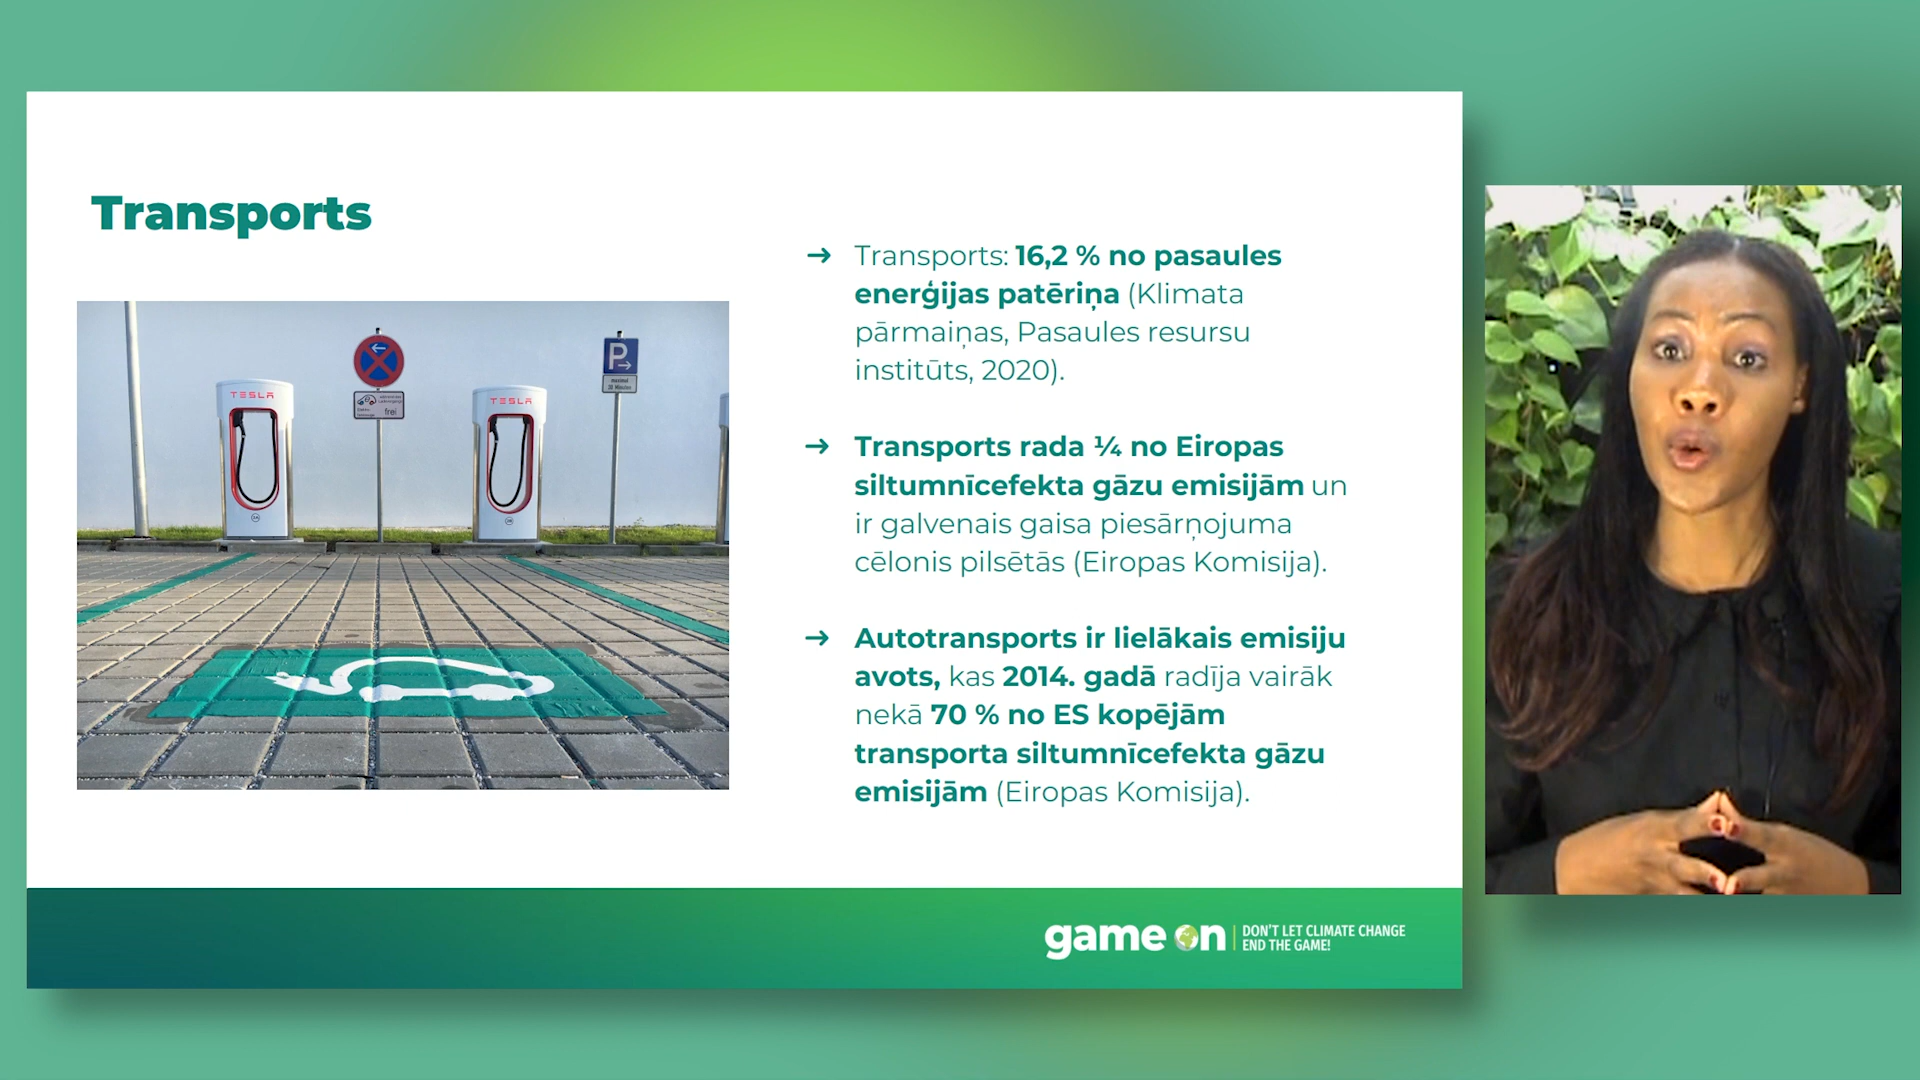 Transports
TESLA
TESLA
frei
P
maximal
30 Minuten
→ Transports: 16,2 % no pasaules
enerģijas patēriņa (Klimata
pārmaiņas, Pasaules resursu
institūts, 2020).
→ Transports rada ¼ no Eiropas
siltumnīcefekta gāzu emisijām un
ir galvenais gaisa piesārņojuma
cēlonis pilsētās (Eiropas Komisija).
→ Autotransports ir lielākais emisiju
avots, kas 2014. gadā radīja vairāk
nekā 70 % no ES kopējām
transporta siltumnīcefekta gāzu
emisijām (Eiropas Komisija).
game on
DON'T LET CLIMATE CHANGE
END THE GAME!